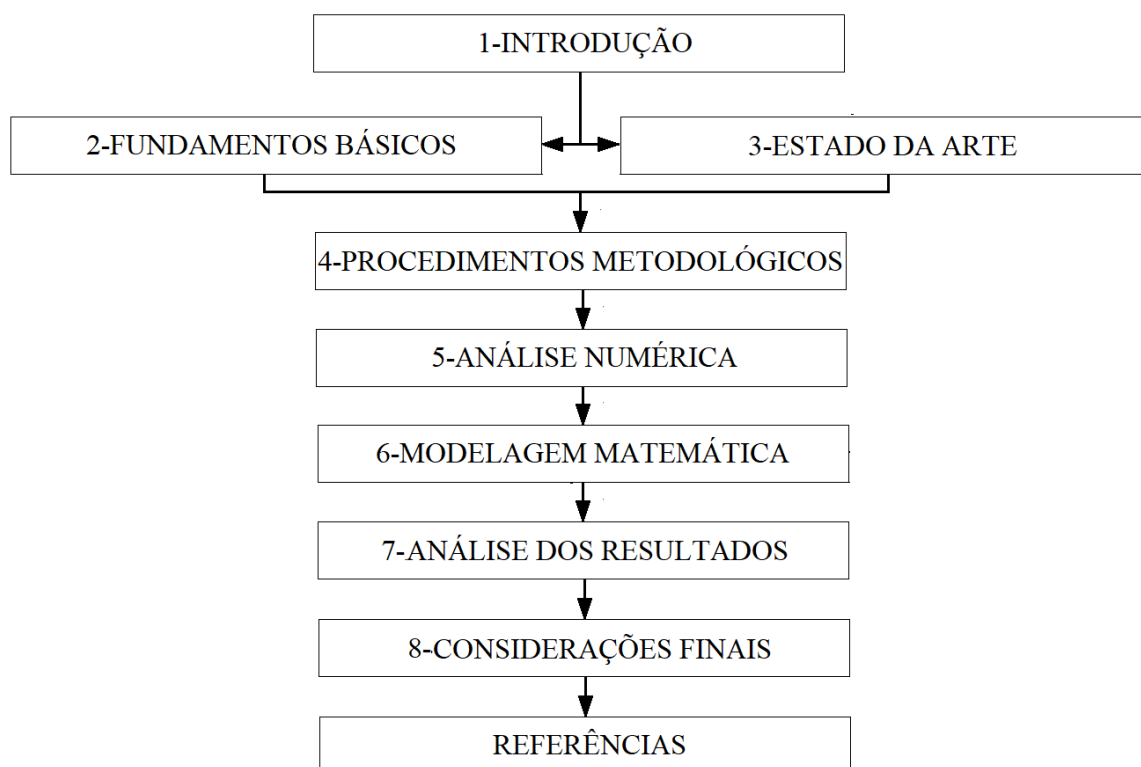 1-INTRODUÇÃO
2-FUNDAMENTOS BÁSICOS
3-ESTADO DA ARTE
4-PROCEDIMENTOS METODOLÓGICOS
5-ANÁLISE NUMÉRICA
6-MODELAGEM MATEMÁTICA
7-ANÁLISE DOS RESULTADOS
8-CONSIDERAÇÕES FINAIS
REFERÊNCIAS